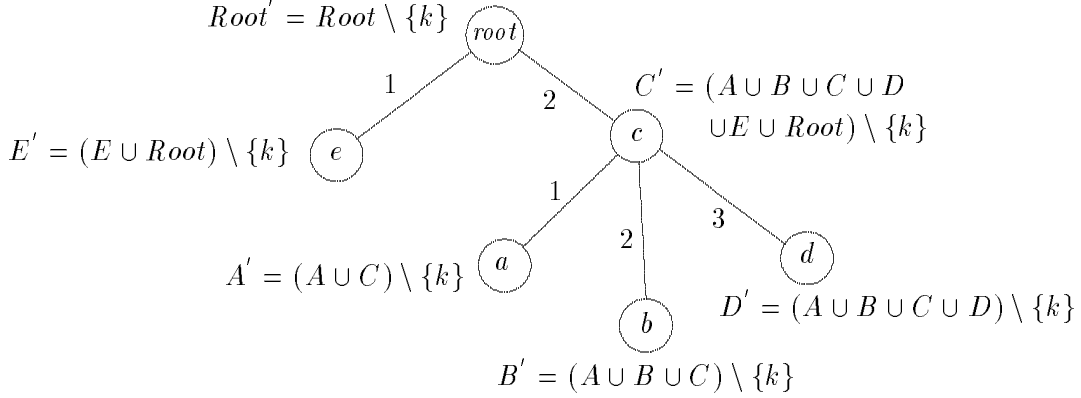 Root' = Root \ {k}
root
1
2
C' = (A ∪ B ∪ C ∪ D
∪E ∪ Root) \ {k}
E' = (E ∪ Root) \ {k}
e
c
1
2
3
A' = (A ∪ C) \ {k}
a
d
D' = (A ∪ B ∪ C ∪ D) \ {k}
b
B' = (A ∪ B ∪ C) \ {k}